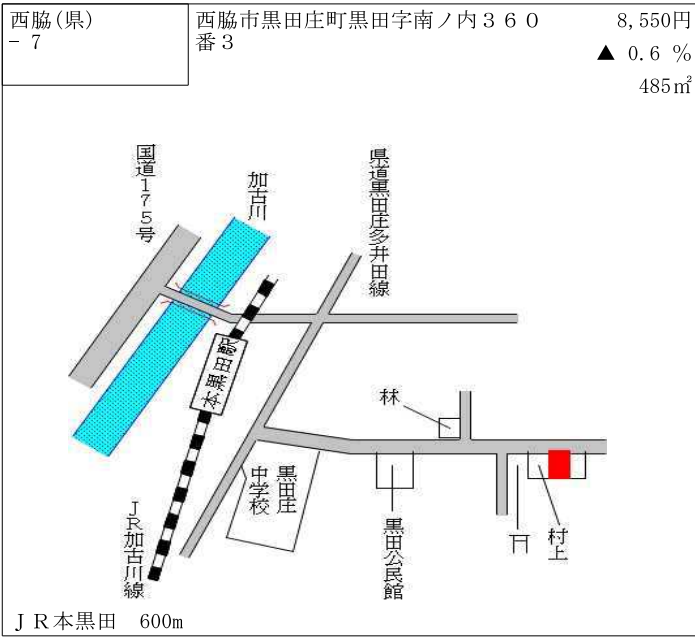 西脇(県)
－ 7
西脇市黒田庄町黒田字南ノ内３６０
番３
8,550円
▲ 0.6 %
485㎡
国道175号
加古川
県道黒田庄多井田線
本黒田駅
林
黒田庄
中学校
JR加古川線
黒田公民館
村上
ＪＲ本黒田　600m